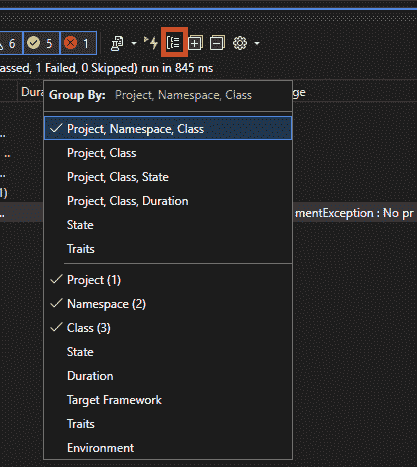 6 5 1
assed, 1 Failed, 0 Skipped) run in 845 ms
Dura ge
Group By: Project, Namespace, Class
Project, Namespace, Class
Project, Class
Project, Class, State
Project, Class, Duration
1)
mentException : No pr
State
Traits
Project (1)
Namespace (2)
Class (3)
State
Duration
Target Framework
Traits
Environment